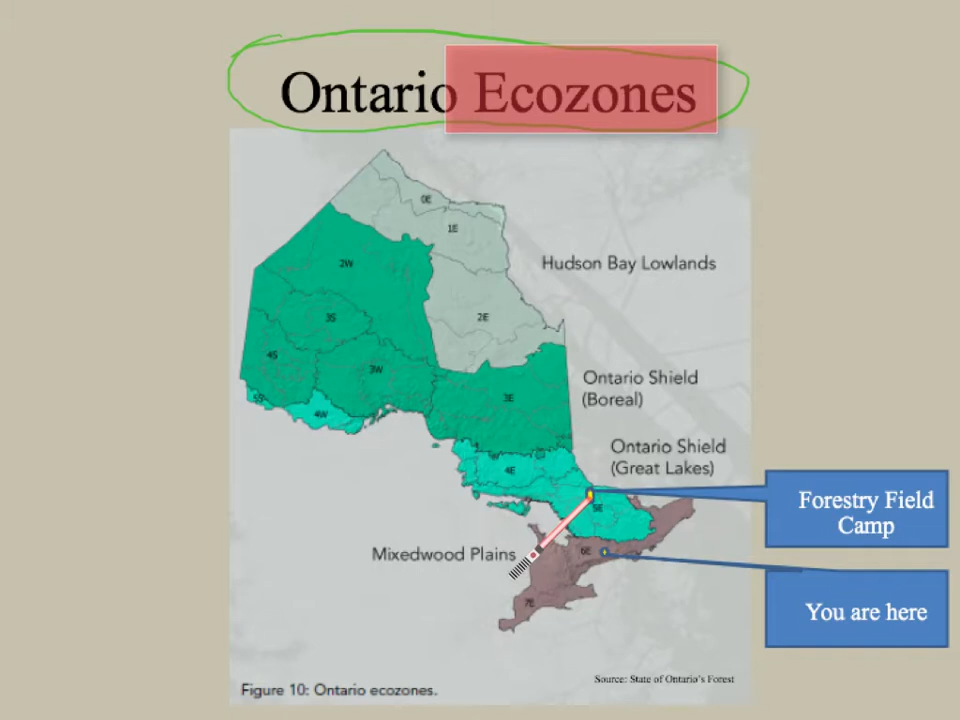 Ontario Ecozones
0E
1E
2W
Hudson Bay Lowlands
3S
2E
4S
3W
Ontario Shield
(Boreal)
5S
3E
4W
Ontario Shield
(Great Lakes)
4E
Forestry Field
Camp
5E
Mixedwood Plains
6E
7E
You are here
Source: State of Ontario's Forest
Figure 10: Ontario ecozones.